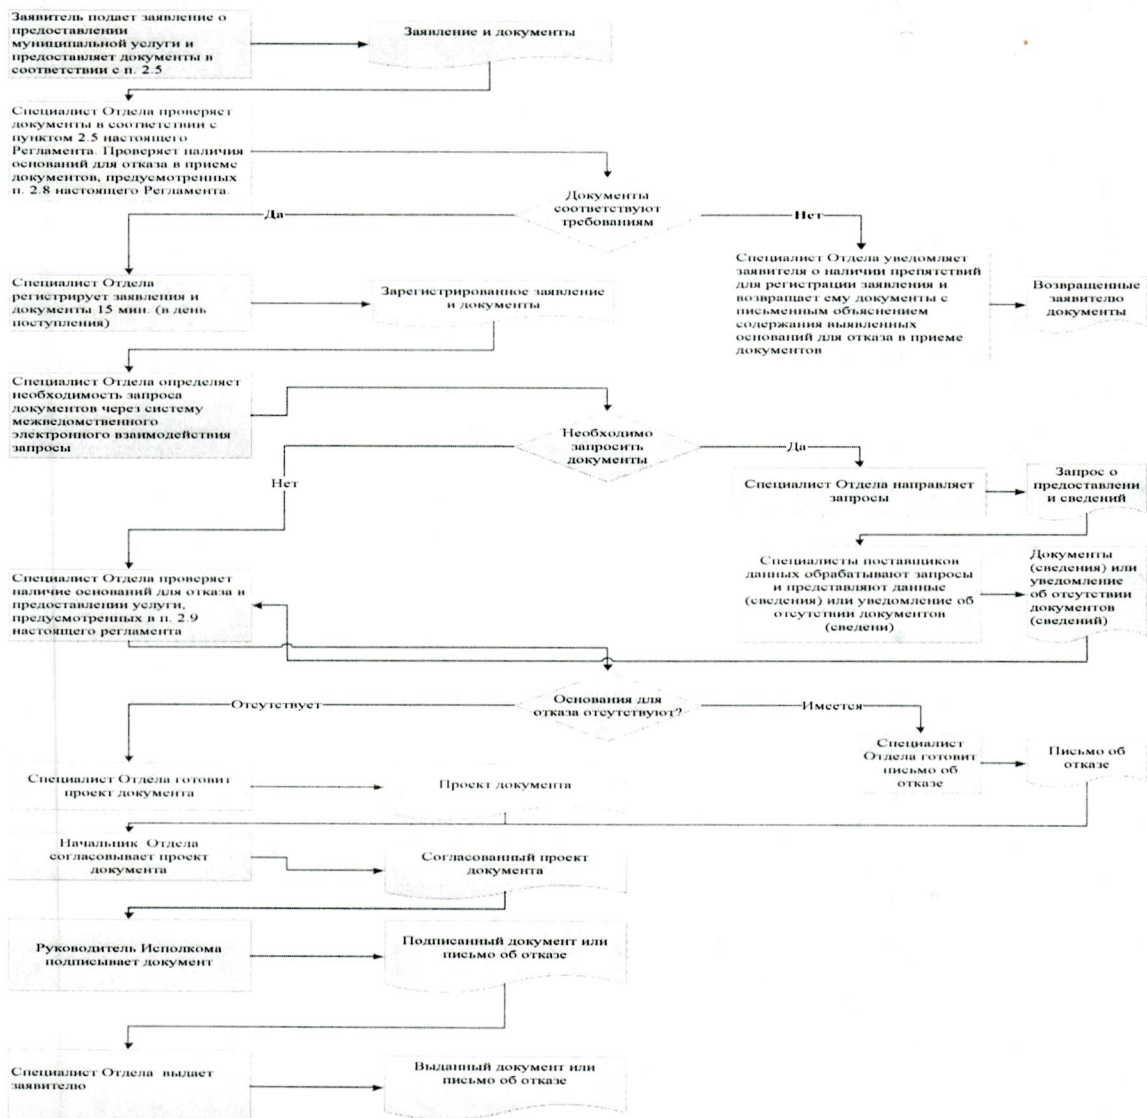 Заявитель подает заявление о
предоставлении
муниципальной услуги и
предоставляет документы в
соответствии с п. 2.5
Заявление и документы
Специалист Отдела проверяет
документы в соответствии с
пунктом 2.5 настоящего
Регламента. Проверяет наличия
оснований для отказа в приеме
документов, предусмотренных
п. 2.8 настоящего Регламента.
Документы
соответствуют
требованиям
Да
Нет
Специалист Отдела
регистрирует заявления и
документы 15 мин. (в день
поступления)
Зарегистрированное заявление
и документы
Специалист Отдела уведомляет
заявителя о наличии препятствий
для регистрации заявления и
возвращает ему документы с
письменным объяснением
содержания выявленных
оснований для отказа в приеме
документов
Возвращенные
заявителю
документы
Специалист Отдела определяет
необходимость запроса
документов через систему
межведомственного
электронного взаимодействия
запросы
Необходимо
запросить
документы
Нет
Да
Специалист Отдела направляет
запросы
Запрос о
предоставлени
и сведений
Специалист Отдела проверяет
наличие оснований для отказа в
предоставлении услуги,
предусмотренных в п. 2.9
настоящего регламента
Специалисты поставщиков
данных обрабатывают запросы
и представляют данные
(сведения) или уведомление об
отсутствии документов
(сведени)
Документы
(сведения) или
уведомление
об отсутствии
документов
(сведений)
Основания для
отказа отсутствуют?
Отсутствует
Имеется
Специалист Отдела готовит
проект документа
Проект документа
Специалист
Отдела готовит
письмо об
отказе
Письмо об
отказе
Начальник Отдела
согласовывает проект
документа
Согласованный проект
документа
Руководитель Исполкома
подписывает документ
Подписанный документ или
письмо об отказе
Специалист Отдела выдает
заявителю
Выданный документ или
письмо об отказе